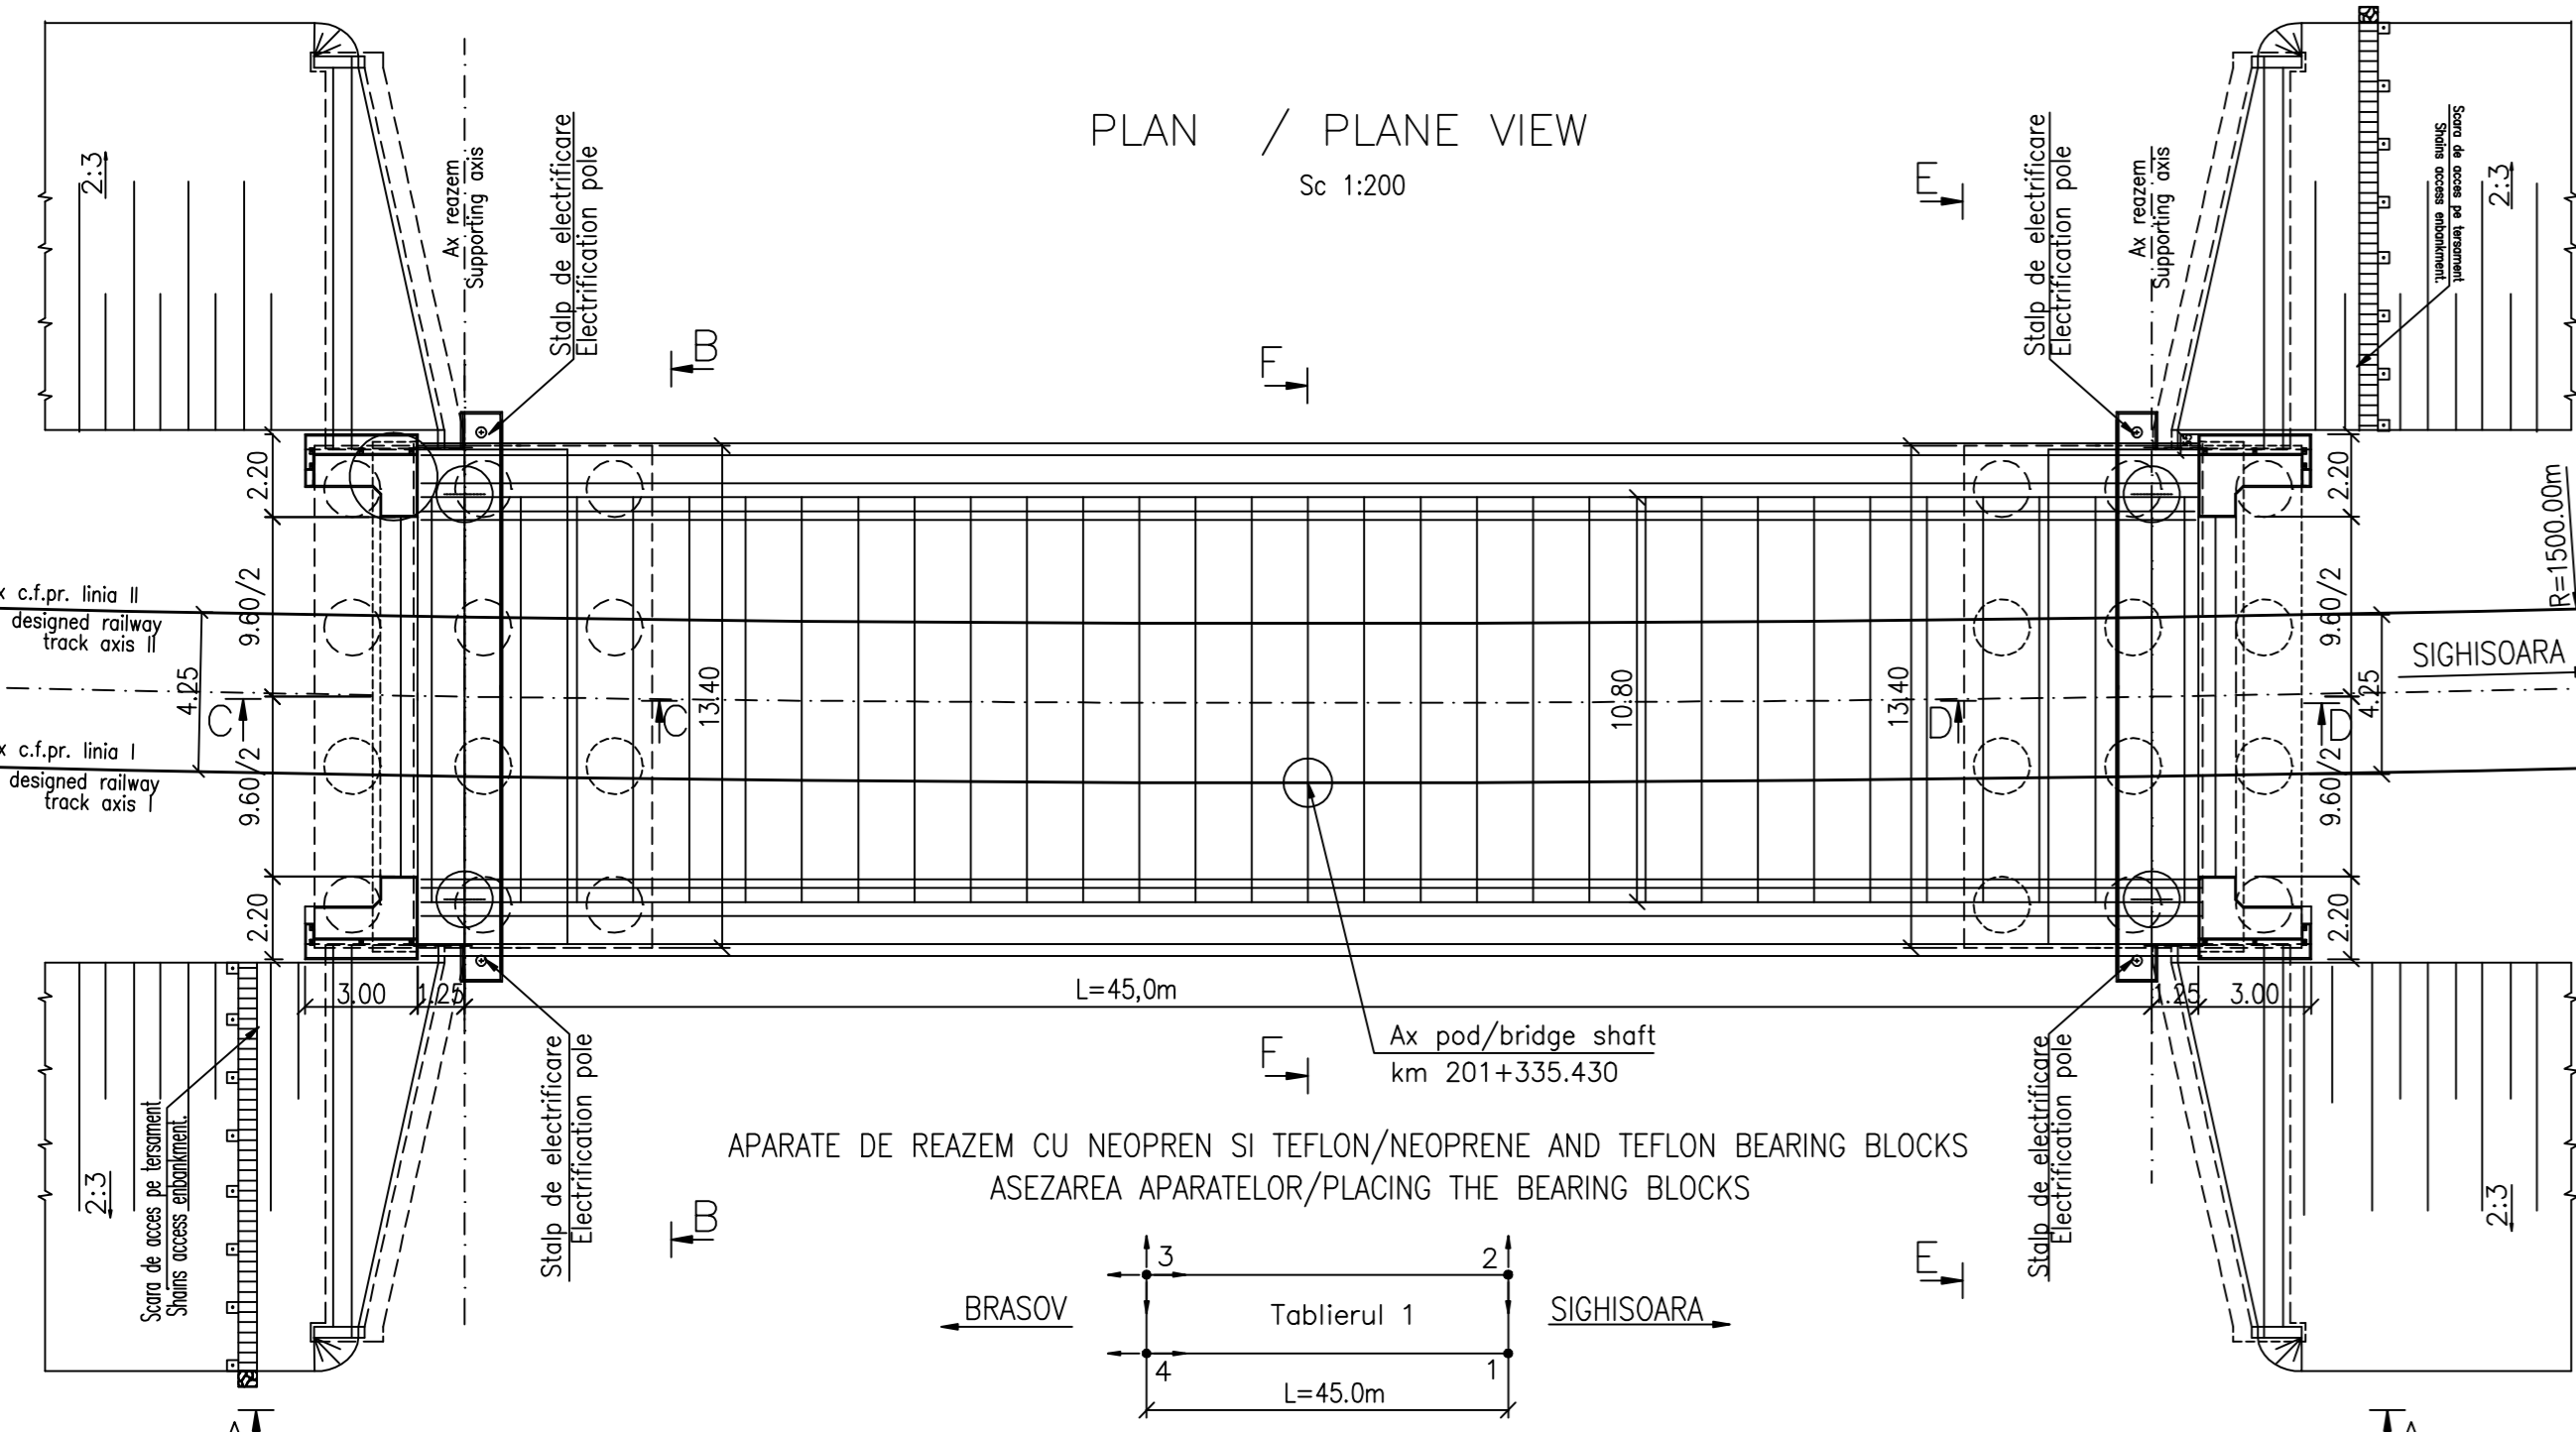 PLAN / PLANE VIEW
Sc 1:200
2:3
Ax reazem
Supporting axis
Stalp de electrificare
Electrification pole
B
F
E
Stalp de electrificare
Electrification pole
Ax reazem
Supporting axis
Scara de acces pe tersament
Shains access enbankment.
2:3
2.20
9.60/2
9.60/2
2.20
4.25
x c.f.pr. linia II
designed railway
track axis II
x c.f.pr. linia I
designed railway
track axis I
C
C
13.40
10.80
13.40
D
D
2.20
9.60/2
9.60/2
2.20
4.25
R=1500.00m
SIGHISOARA
3.00
1.25
L=45,0m
1.25
3.00
Ax pod/bridge shaft
km 201+335.430
F
Scara de acces pe tersament
Shains access enbankment.
2:3
Stalp de electrificare
Electrification pole
B
Stalp de electrificare
Electrification pole
E
2:3
APARATE DE REAZEM CU NEOPREN SI TEFLON/NEOPRENE AND TEFLON BEARING BLOCKS
ASEZAREA APARATELOR/PLACING THE BEARING BLOCKS
3
2
BRASOV
Tablierul 1
SIGHISOARA
4
1
L=45.0m
A
A